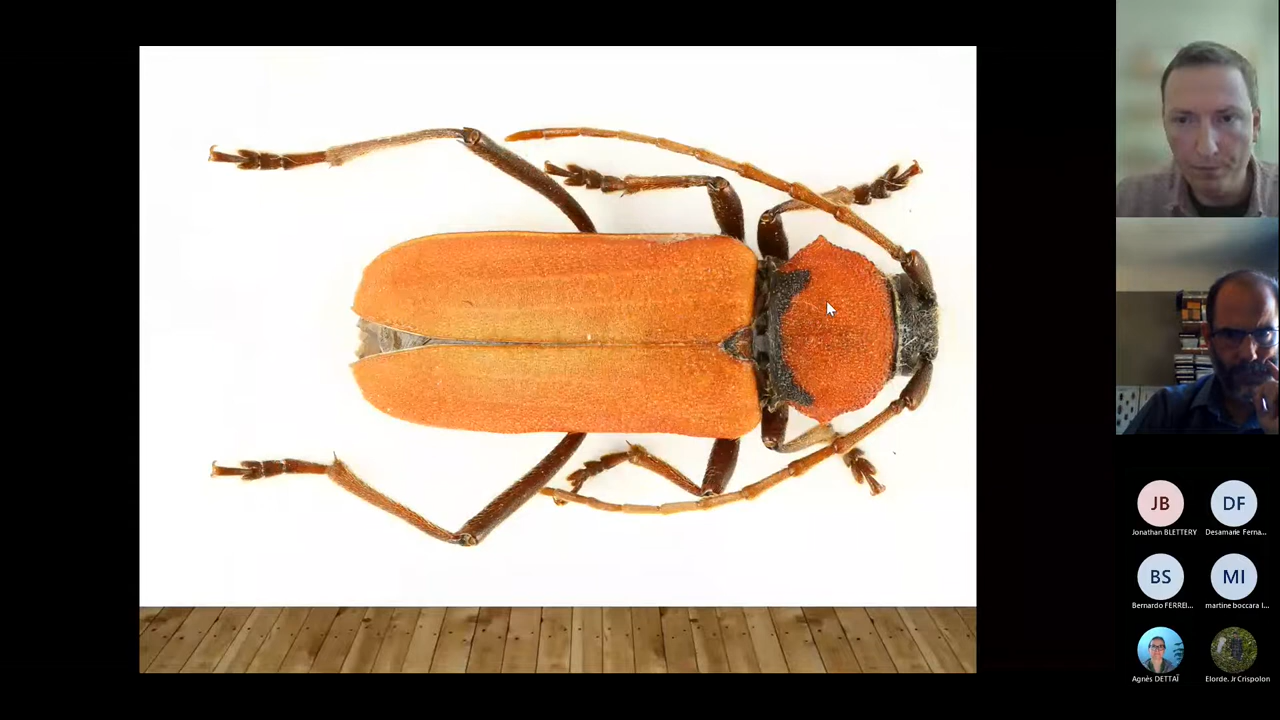 JB
DF
Jonathan BLETTERY
Desamarie Ferna...
BS
MI
Bernardo FERREI...
martine boccara I...
Agnès DETTAÏ
Elorde. Jr Crispolon